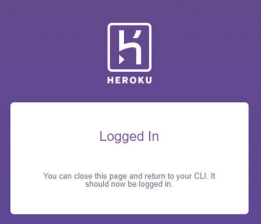 HEROKU
Logged In
You can close this page and return to your CLI. It
should now be logged in.